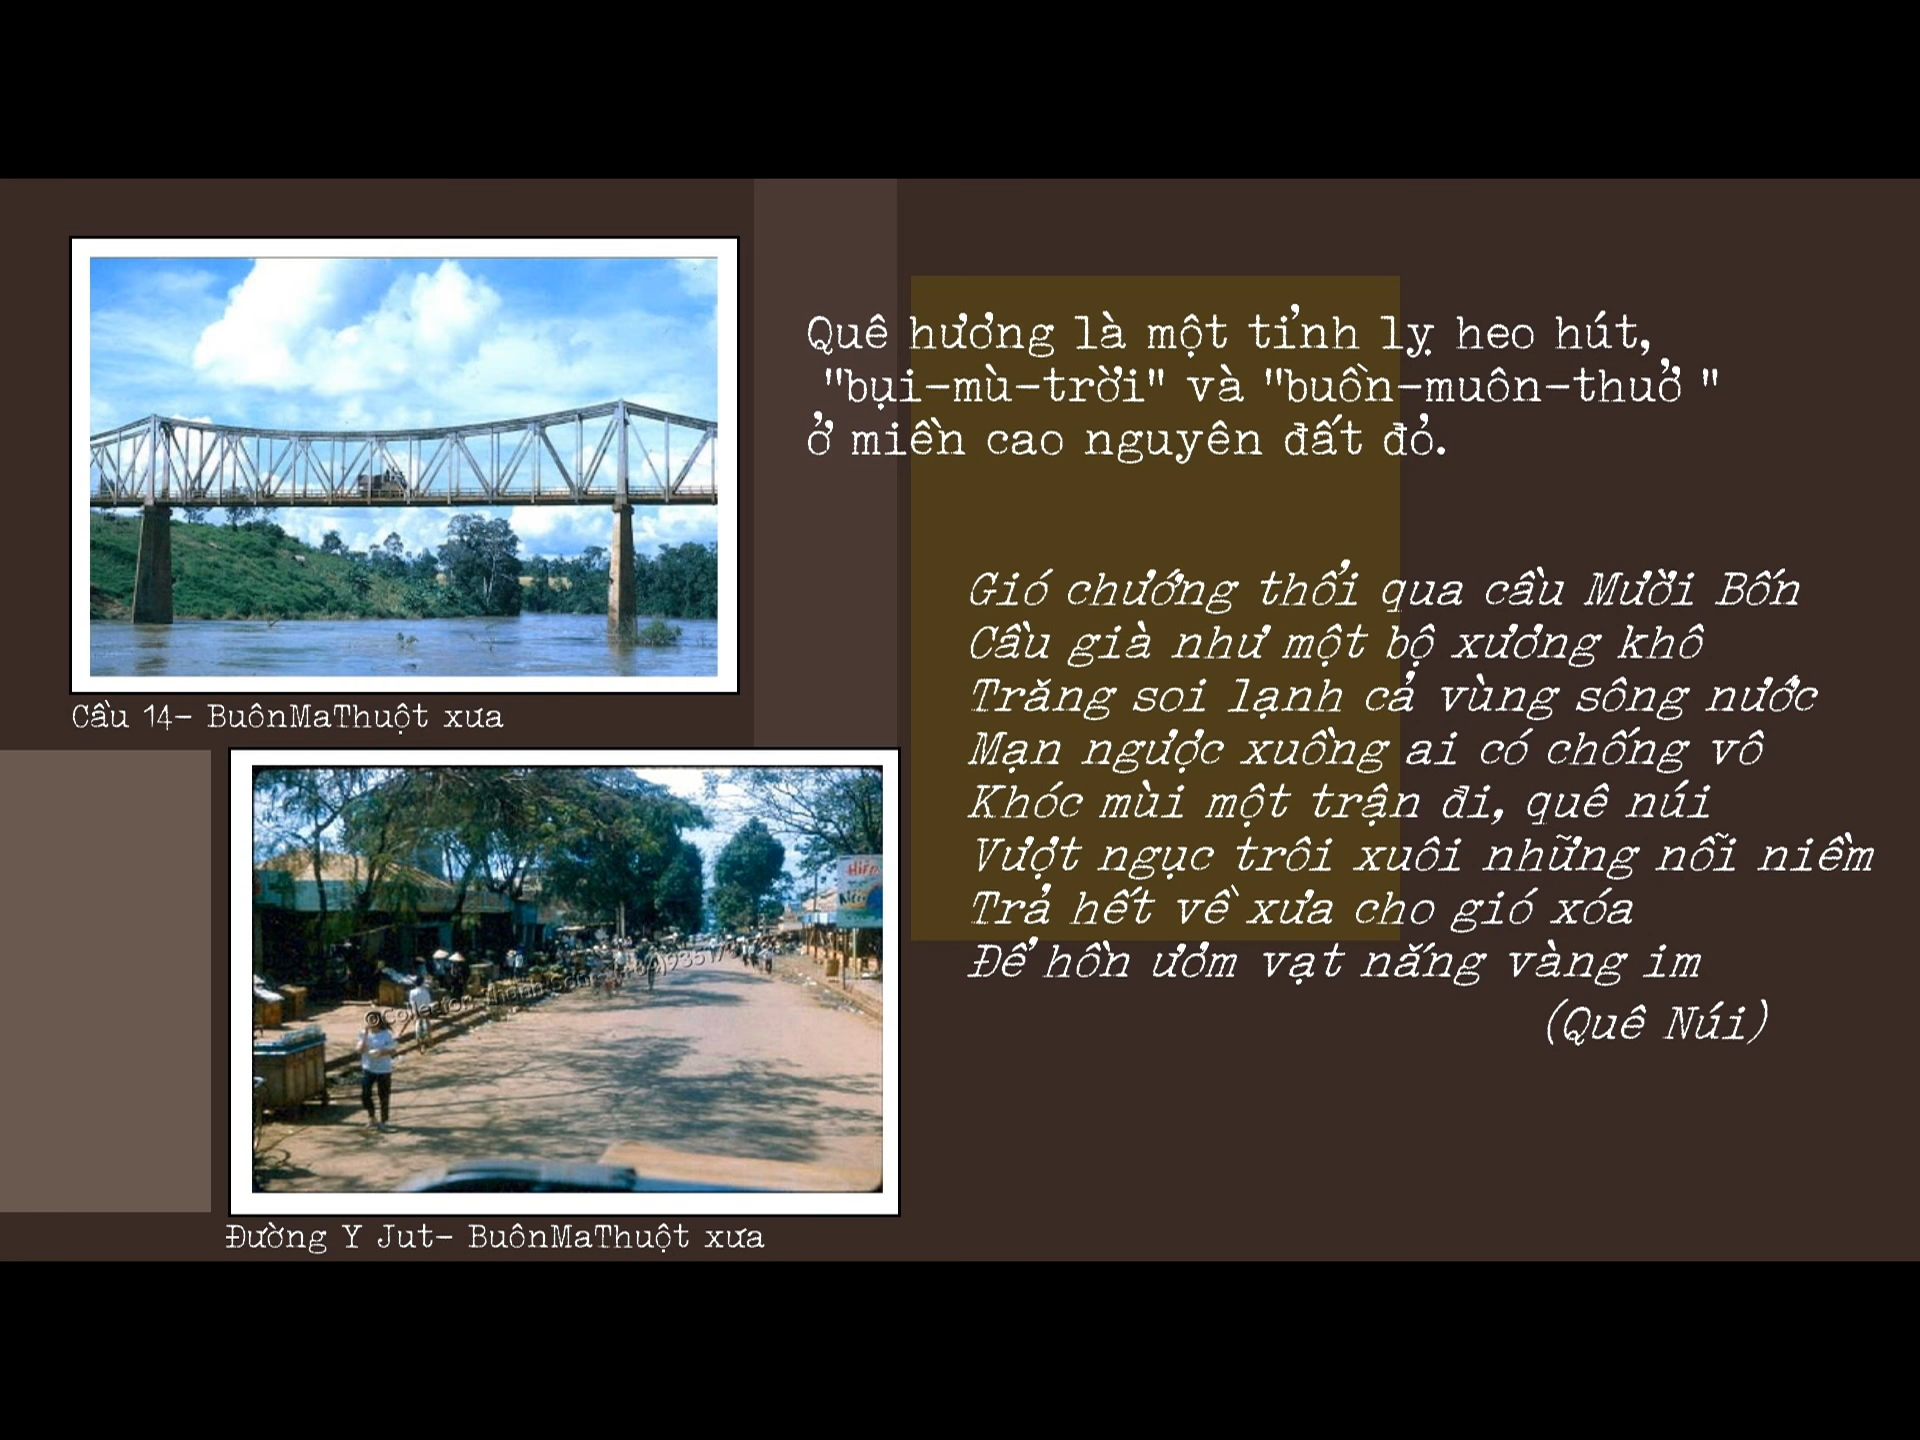 Quê hương là một tỉnh lỵ heo hút,
"bụi-mù-trời" và "buồn-muôn-thuở "
ở miền cao nguyên đất đỏ.
Gió chướng thổi qua cầu Mười Bốn
Cầu già như một bộ xương khô
Trăng soi lạnh cả vùng sông nước
Mạn ngược xuồng ai có chống vô
Khóc mùi một trận đi, quê núi
Vượt ngục trôi xuôi những nỗi niềm
Trả hết về xưa cho gió xóa
Để hồn ươm vạt nắng vàng im
(Quê Núi)
Cầu 14- BuônMaThuột xưa
Đường Y Jut- BuônMaThuột xưa